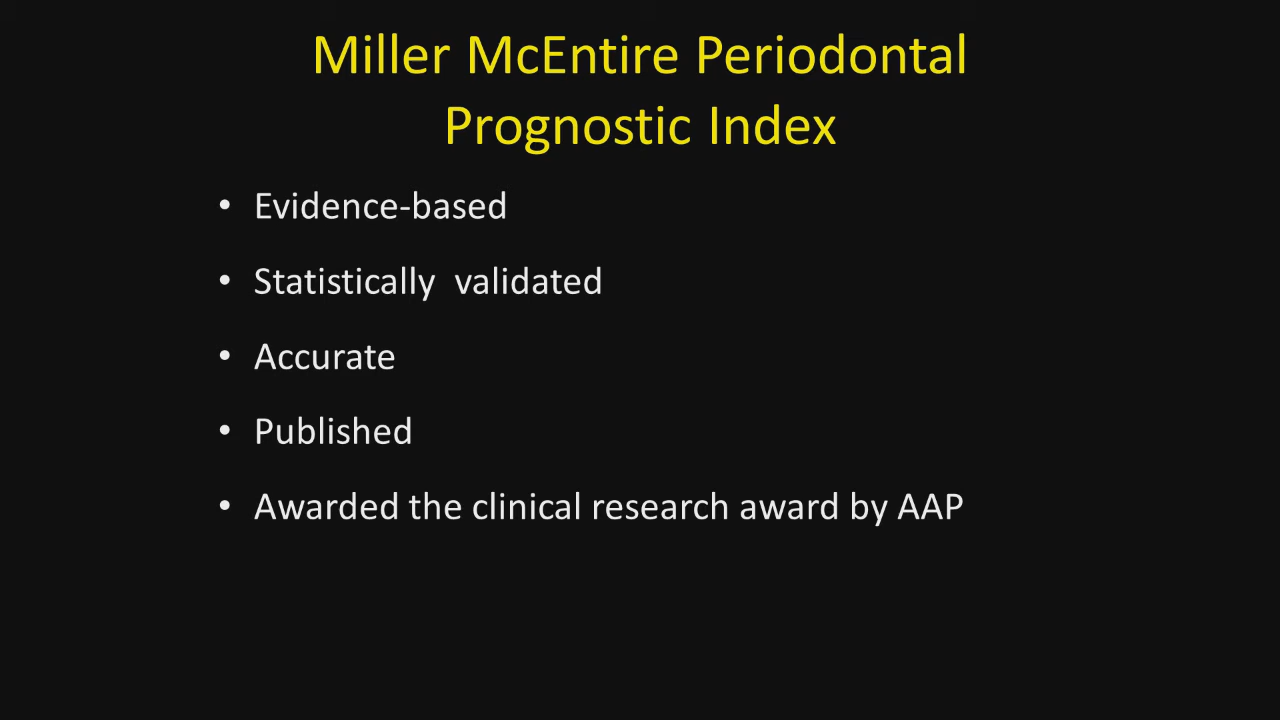 Miller McEntire Periodontal
Prognostic Index
• Evidence-based
• Statistically  validated
• Accurate
• Published
• Awarded the clinical research award by AAP